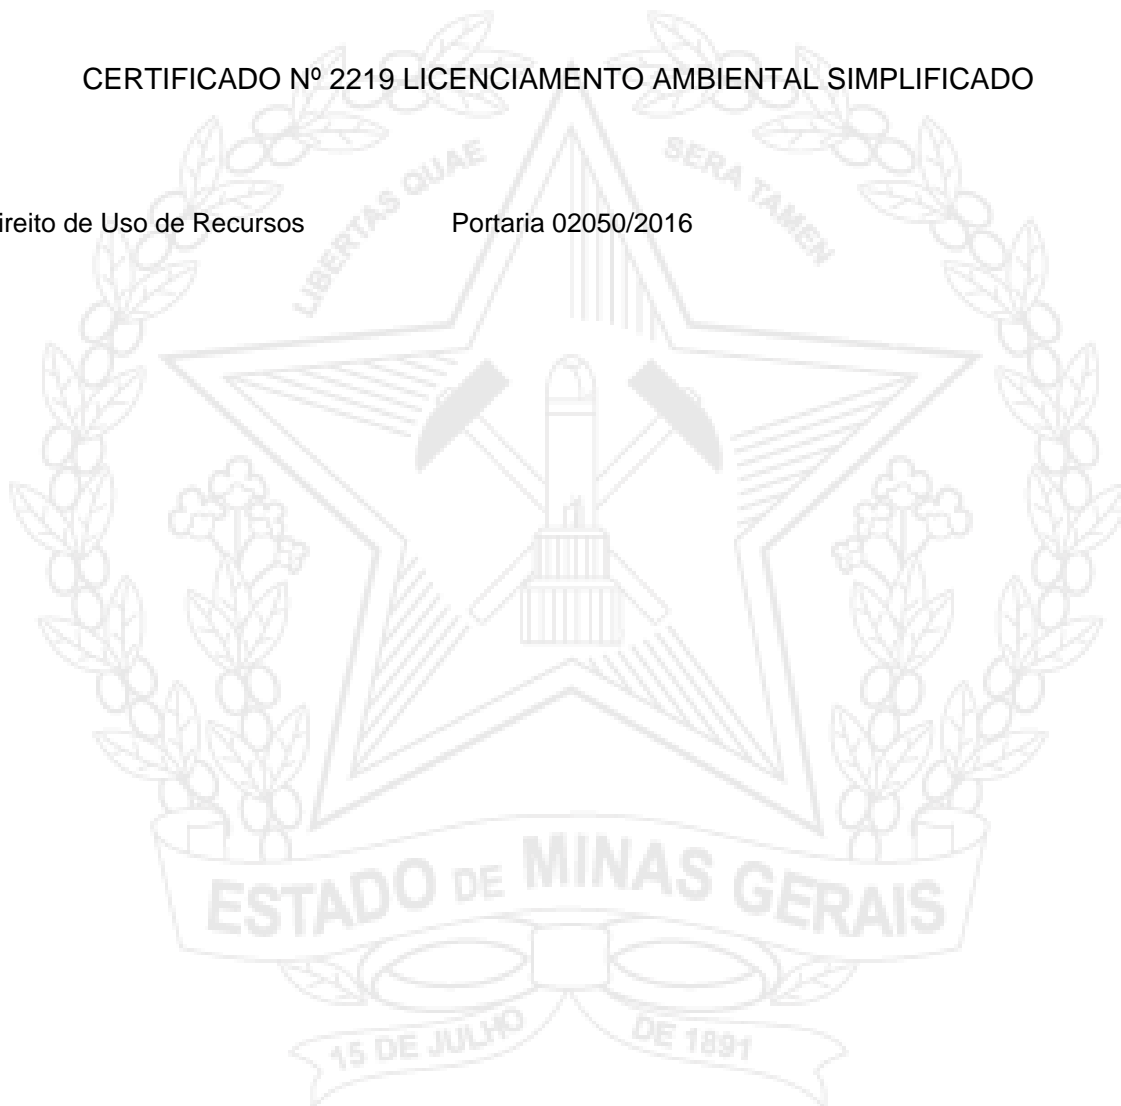 CERTIFICADO Nº 2219 LICENCIAMENTO AMBIENTAL SIMPLIFICADO
LIBERTAS QUAE SERA TAMEN
ireito de Uso de Recursos Portaria 02050/2016
ESTADO DE MINAS GERAIS
15 DE JULHO DE 1891